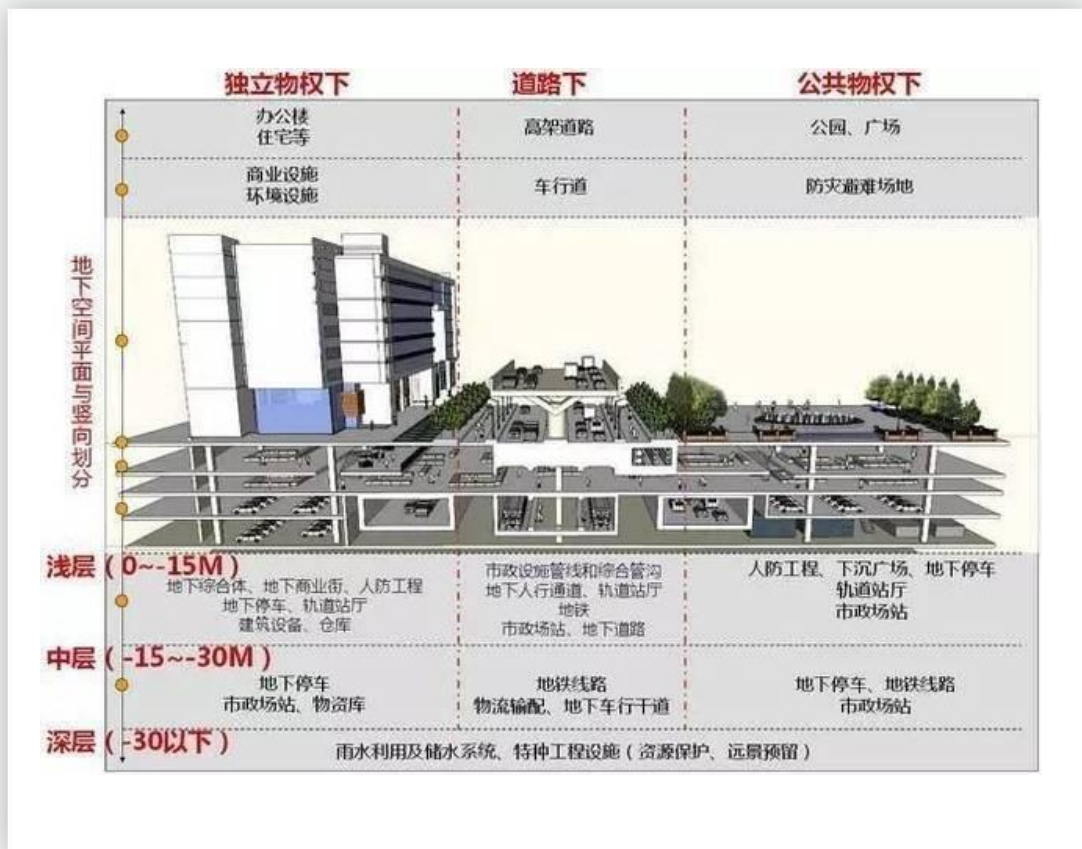 独立物权下
道路下
公共物权下
办公楼
住宅等
高架道路
公园、广场
商业设施
环境设施
车行道
防灾避难场地
地下空间平面与竖向划分
浅层（0~-15M）
地下综合体、地下商业街、人防工程
地下停车、轨道站厅
建筑设备、仓库
市政设施管线和综合管沟
地下人行通道、轨道站厅
地铁
市政场站、地下道路
人防工程、下沉广场、地下停车
轨道站厅
市政场站
中层（-15~-30M）
地下停车
市政场站、物资库
地铁线路
物流输配、地下车行干道
地下停车、地铁线路
市政场站
深层（-30以下）
雨水利用及储水系统、特种工程设施（资源保护、远景预留）